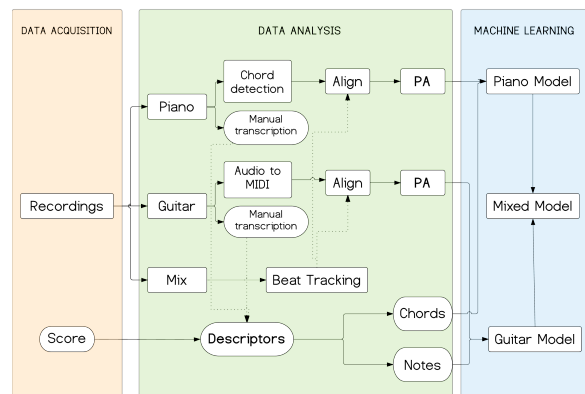 DATA ACQUISITION
DATA ANALYSIS
MACHINE LEARNING
Chord
detection
Align
PA
Piano Model
Piano
Manual
transcription
Audio to
MIDI
Align
PA
Recordings
Guitar
Mixed Model
Manual
transcription
Mix
Beat Tracking
Chords
Score
Descriptors
Guitar Model
Notes